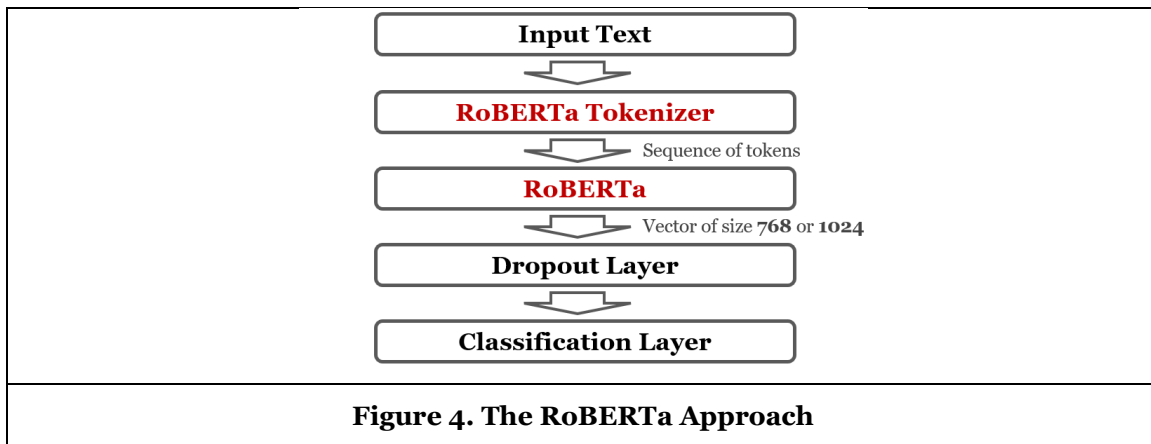 Input Text
RoBERTa Tokenizer
Sequence of tokens
RoBERTa
Vector of size 768 or 1024
Dropout Layer
Classification Layer
Figure 4. The RoBERTa Approach